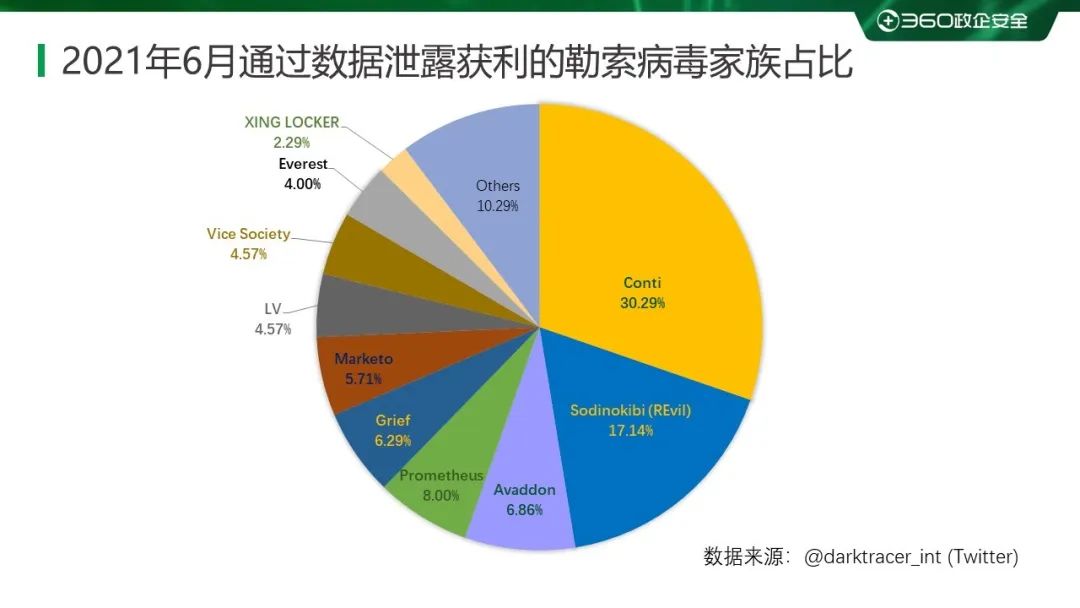 360政企安全
2021年6月通过数据泄露获利的勒索病毒家族占比
XING LOCKER
2.29%
Everest
4.00%
Vice Society
4.57%
LV
4.57%
Marketo
5.71%
Grief
6.29%
Prometheus
8.00%
Avaddon
6.86%
Sodinokibi (REvil)
17.14%
Conti
30.29%
Others
10.29%
数据来源：@darktracer_int (Twitter)